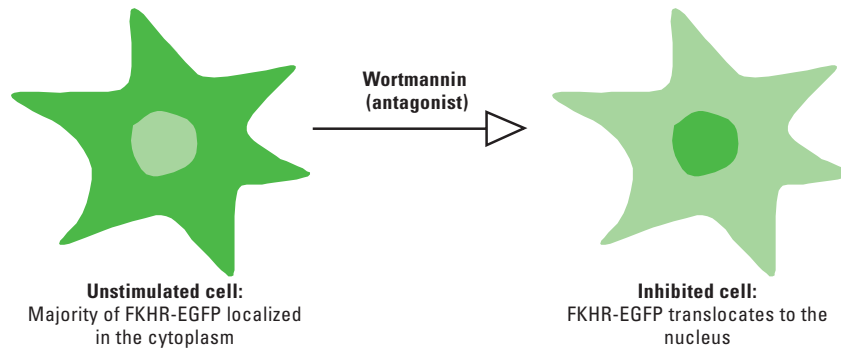 Wortmannin
(antagonist)
Unstimulated cell:
Majority of FKHR-EGFP localized
in the cytoplasm
Inhibited cell:
FKHR-EGFP translocates to the
nucleus